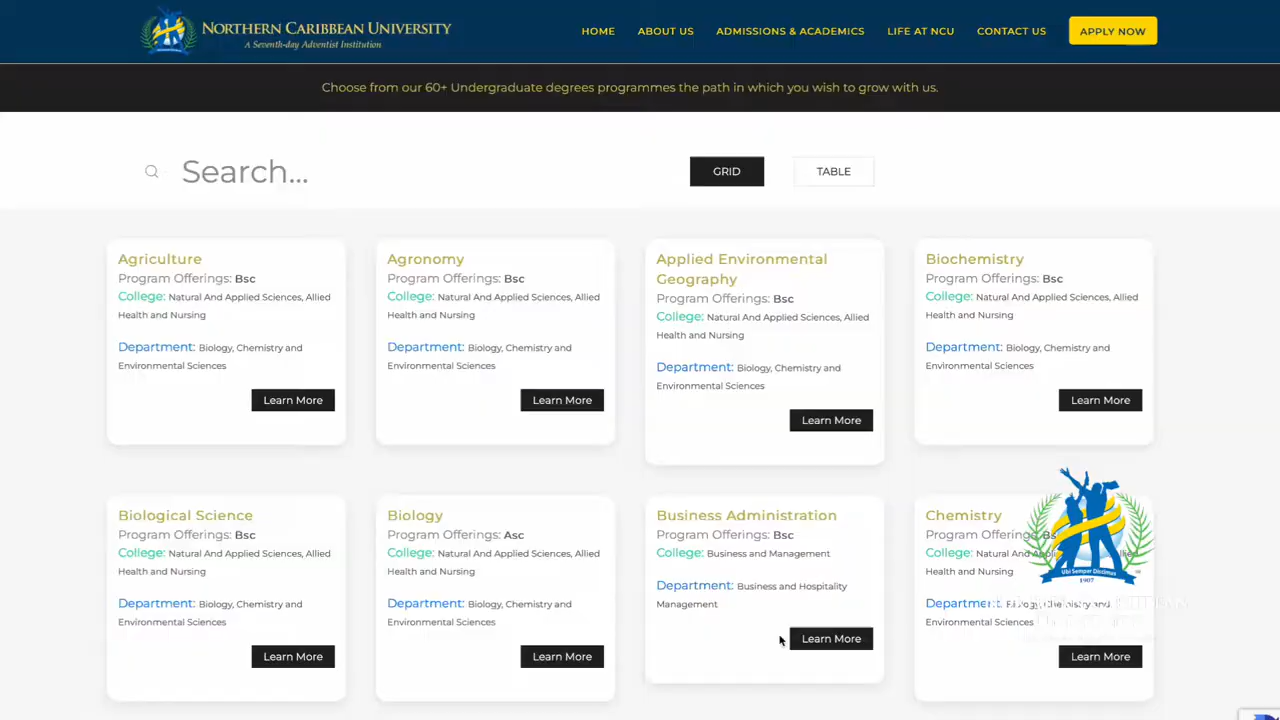 NORTHERN CARIBBEAN UNIVERSITY
A Seventh-day Adventist Institution
HOME ABOUT US ADMISSIONS & ACADEMICS LIFE AT NCU CONTACT US APPLY NOW
Choose from our 60+ Undergraduate degrees programmes the path in which you wish to grow with us.
Search...
GRID TABLE
Agriculture
Program Offerings: Bsc
College: Natural And Applied Sciences, Allied
Health and Nursing
Department: Biology, Chemistry and
Environmental Sciences
Learn More
Agronomy
Program Offerings: Bsc
College: Natural And Applied Sciences, Allied
Health and Nursing
Department: Biology, Chemistry and
Environmental Sciences
Learn More
Applied Environmental
Geography
Program Offerings: Bsc
College: Natural And Applied Sciences, Allied
Health and Nursing
Department: Biology, Chemistry and
Environmental Sciences
Learn More
Biochemistry
Program Offerings: Bsc
College: Natural And Applied Sciences, Allied
Health and Nursing
Department: Biology, Chemistry and
Environmental Sciences
Learn More
Biological Science
Program Offerings: Bsc
College: Natural And Applied Sciences, Allied
Health and Nursing
Department: Biology, Chemistry and
Environmental Sciences
Learn More
Biology
Program Offerings: Asc
College: Natural And Applied Sciences, Allied
Health and Nursing
Department: Biology, Chemistry and
Environmental Sciences
Learn More
Business Administration
Program Offerings: Bsc
College: Business and Management
Department: Business and Hospitality
Management
Learn More
Chemistry
Program Offerings:
College: Natural And Allied
Health and Nursing
Department:
Environmental Sciences
Learn More
Ubi Semper Discimus
1907